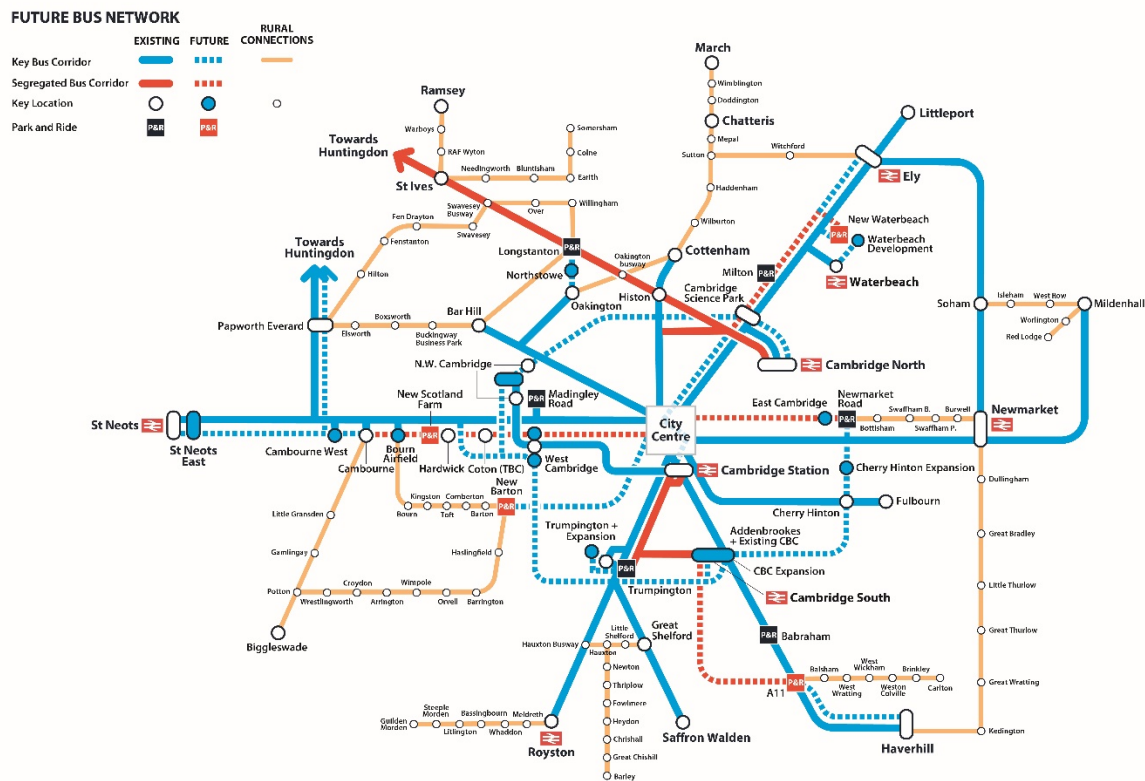 FUTURE BUS NETWORK
EXISTING
FUTURE
RURAL
CONNECTIONS
Key Bus Corridor
Segregated Bus Corridor
Key Location
Park and Ride
P&R
P&R
March
Wimblington
Doddington
Chatteris
Mepal
Sutton
Witchford
Haddenham
Wilburton
Cottenham
Littleport
Ely
Ramsey
Warboys
RAF Wyton
St Ives
Needingworth
Bluntisham
Somersham
Colne
Earith
Towards
Huntingdon
Swavesey
Busway
Over
Willingham
Fen Drayton
Swavesey
Fenstanton
Hilton
Longstanton
P&R
Northstowe
Oakington
busway
Oakington
Histon
Towards
Huntingdon
Papworth Everard
Elsworth
Boxsworth
Buckingway
Business Park
Bar Hill
Milton
P&R
Cambridge
Science Park
New Waterbeach
P&R
Waterbeach
Development
Waterbeach
Soham
Isleham
West Row
Mildenhall
Worlington
Red Lodge
Cambridge North
N.W. Cambridge
P&R
Madingley
Road
New Scotland
Farm
P&R
St Neots
St Neots
East
Cambourne West
Cambourne
Bourn
Airfield
Hardwick
Coton (TBC)
West
Cambridge
City
Centre
East Cambridge
Newmarket
Road
P&R
Bottisham
Swaffham B.
Swaffham P.
Burwell
Newmarket
Cambridge Station
Cherry Hinton Expansion
Cherry Hinton
Fulbourn
New
Barton
P&R
Kingston
Comberton
Bourn
Toft
Barton
Haslingfield
Little Gransden
Gamlingay
Potton
Wrestlingworth
Croydon
Arrington
Wimpole
Orwell
Barrington
Biggleswade
Trumpington +
Expansion
P&R
Trumpington
Addenbrookes
+ Existing CBC
CBC Expansion
Cambridge South
P&R
Babraham
P&R
A11
Balsham
West
Wratting
West
Wickham
Weston
Colville
Brinkley
Carlton
Haverhill
Dullingham
Great Bradley
Little Thurlow
Great Thurlow
Great Wratting
Kedington
Hauxton Busway
Hauxton
Little
Shelford
Great
Shelford
Newton
Thriplow
Fowlmere
Heydon
Chrishall
Great Chishill
Barley
Saffron Walden
Guilden
Morden
Steeple
Morden
Litlington
Bassingbourn
Whaddon
Meldreth
Royston